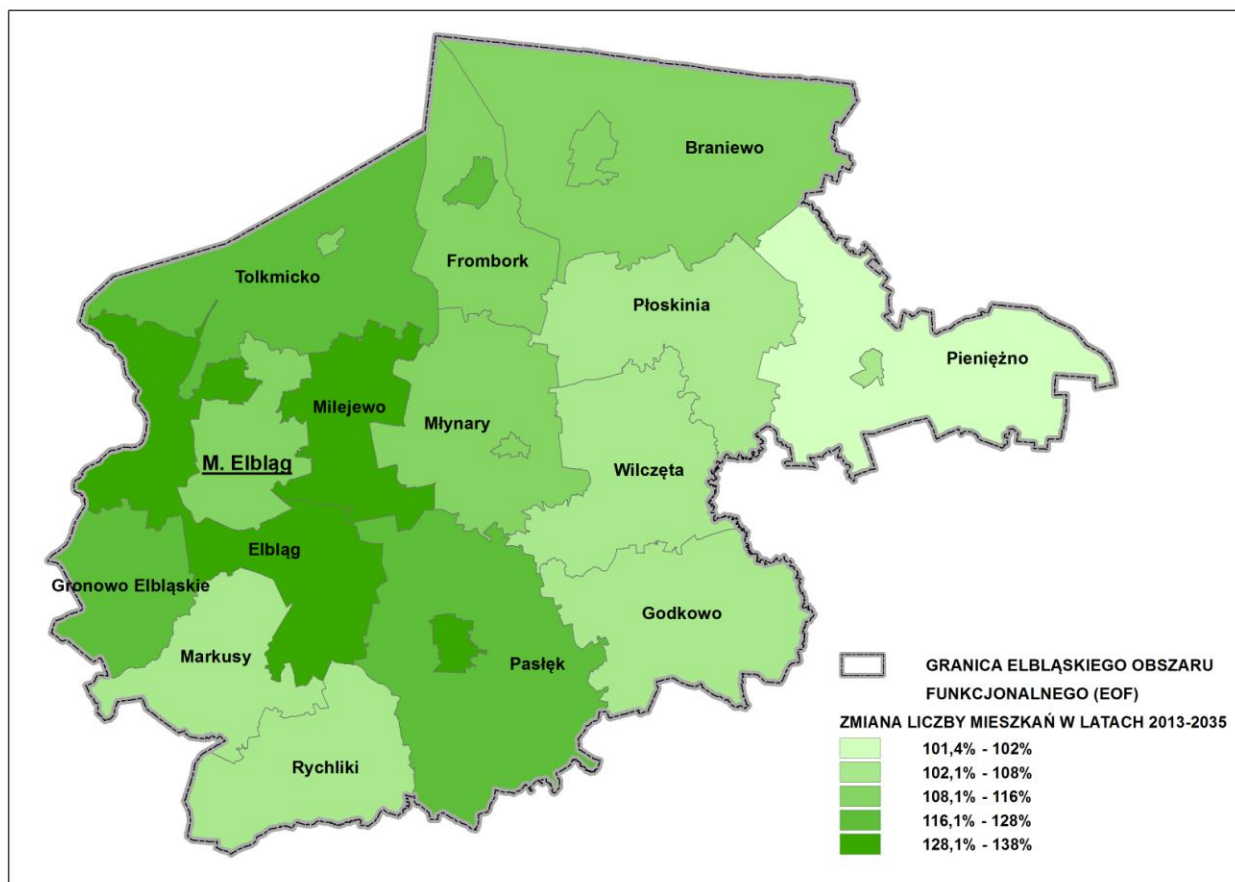 Braniewo
Frombork
Tolkmicko
Płoskinia
Pieniężno
Milejewo
Młynary
M. Elbląg
Wilczęta
Elbląg
Gronowo Elbląskie
Godkowo
Markusy
Pasłęk
Rychliki
GRANICA ELBLĄSKIEGO OBSZARU
FUNKCJONALNEGO (EOF)
ZMIANA LICZBY MIESZKAŃ W LATACH 2013-2035
101,4% - 102%
102,1% - 108%
108,1% - 116%
116,1% - 128%
128,1% - 138%